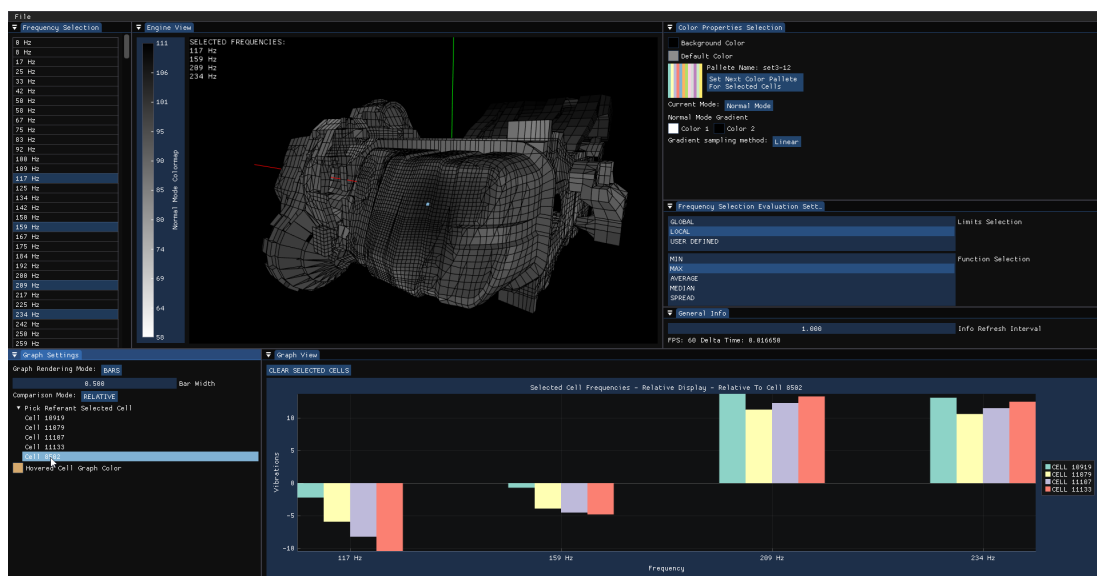 File
Frequency Selection
0 Hz
8 Hz
17 Hz
25 Hz
33 Hz
42 Hz
50 Hz
58 Hz
67 Hz
75 Hz
83 Hz
92 Hz
100 Hz
109 Hz
117 Hz
125 Hz
134 Hz
142 Hz
150 Hz
159 Hz
167 Hz
175 Hz
184 Hz
192 Hz
200 Hz
209 Hz
217 Hz
225 Hz
234 Hz
242 Hz
250 Hz
259 Hz
Engine View
111
106
101
95
90
85
80
74
69
64
58
Normal Mode Colormap
SELECTED FREQUENCIES:
117 Hz
159 Hz
209 Hz
234 Hz
Color Properties Selection
Background Color
Default Color
Pallete Name: set3-12
Set Next Color Pallete
For Selected Cells
Current Mode: Normal Mode
Normal Mode Gradient
Color 1 Color 2
Gradient sampling method: Linear
Frequency Selection Evaluation Sett…
GLOBAL
LOCAL
USER DEFINED
Limits Selection
MIN
MAX
AVERAGE
MEDIAN
SPREAD
Function Selection
General Info
1.000 Info Refresh Interval
FPS: 60 Delta Time: 0.016658
Graph Settings
Graph Rendering Mode: BARS
0.500 Bar Width
Comparison Mode: RELATIVE
Pick Referant Selected Cell
Cell 10919
Cell 11079
Cell 11107
Cell 11133
Cell 8502
Hovered Cell Graph Color
Graph View
CLEAR SELECTED CELLS
Selected Cell Frequencies - Relative Display - Relative To Cell 8502
10
5
0
-5
-10
Vibrations
117 Hz
159 Hz
209 Hz
234 Hz
Frequency
CELL 10919
CELL 11079
CELL 11107
CELL 11133